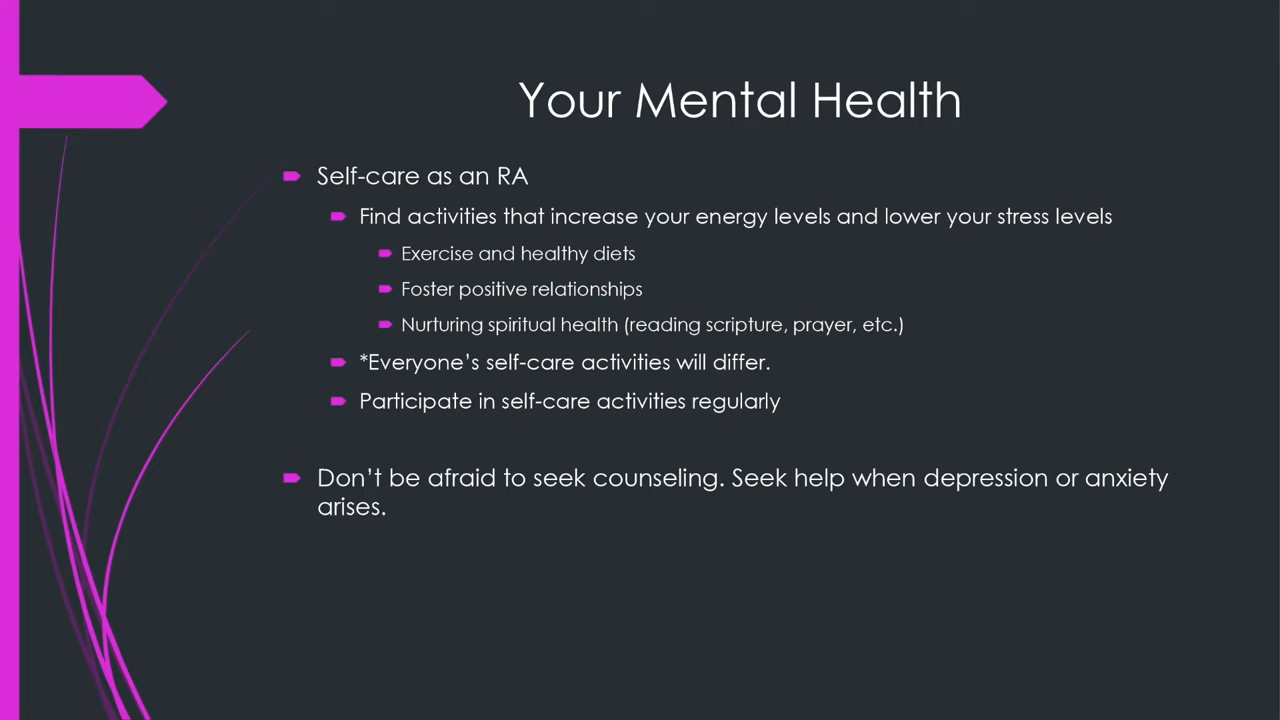 Your Mental Health
Self-care as an RA
Find activities that increase your energy levels and lower your stress levels
Exercise and healthy diets
Foster positive relationships
Nurturing spiritual health (reading scripture, prayer, etc.)
*Everyone’s self-care activities will differ.
Participate in self-care activities regularly
Don’t be afraid to seek counseling. Seek help when depression or anxiety
arises.